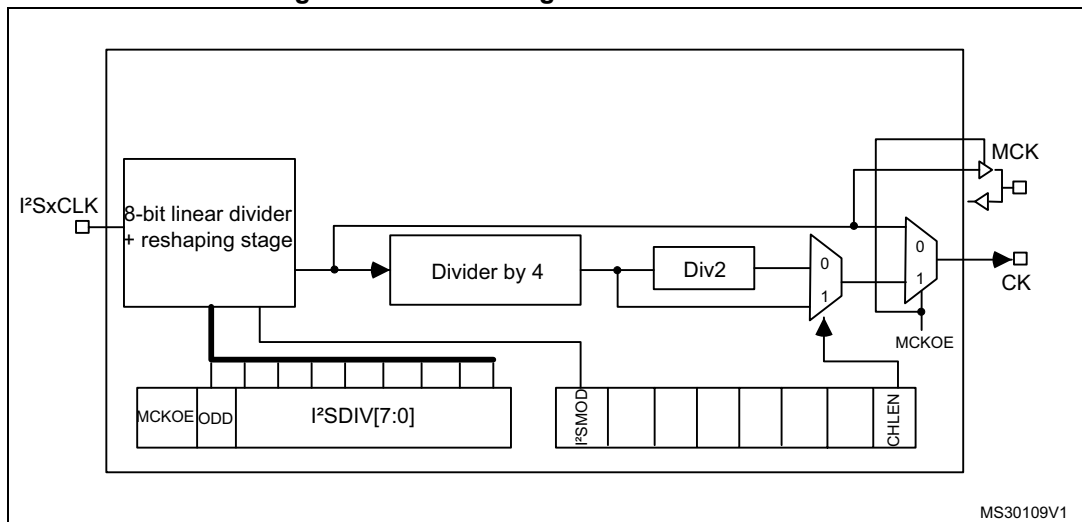 I²SxCLK
8-bit linear divider
+ reshaping stage
Divider by 4
Div2
0
1
0
1
MCK
CK
MCKOE
MCKOE
ODD
I²SDIV[7:0]
I²SMOD
CHLEN
MS30109V1